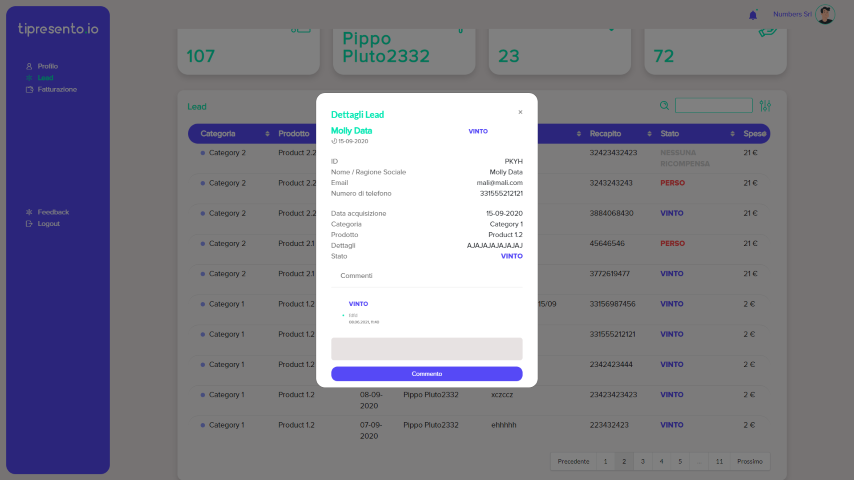 tipresento.io
Profilo
Lead
Fatturazione
Feedback
Logout
Numbers Srl
107
Pippo
Pluto2332
23
72
Lead
Categoria Prodotto Recapito Stato Spese
Category 2 Product 2.2 32423432423 NESSUNA RICOMPENSA 21 €
Category 2 Product 2.2 3243243243 PERSO 21 €
Category 2 Product 2.2 3884068430 VINTO 21 €
Category 2 Product 2.1 45646546 PERSO 21 €
Category 2 Product 2.1 3772619477 VINTO 21 €
Category 1 Product 1.2 15/09 33156987456 VINTO 2 €
Category 1 Product 1.2 331555212121 VINTO 2 €
Category 1 Product 1.2 2342423444 VINTO 2 €
Category 1 Product 1.2 08-09-2020 Pippo Pluto2332 xczccz 23423423423 VINTO 2 €
Category 1 Product 1.2 07-09-2020 Pippo Pluto2332 ehhhhh 223432423 VINTO 2 €
Precedente 1 2 3 4 5 ... 11 Prossimo
Dettagli Lead
×
Molly Data VINTO
15-09-2020
ID PKYH
Nome / Ragione Sociale Molly Data
Email mali@mali.com
Numero di telefono 331555212121
Data acquisizione 15-09-2020
Categoria Category 1
Prodotto Product 1.2
Dettagli AJAJAJAJAJAJAJ
Stato VINTO
Commenti
VINTO
Commento